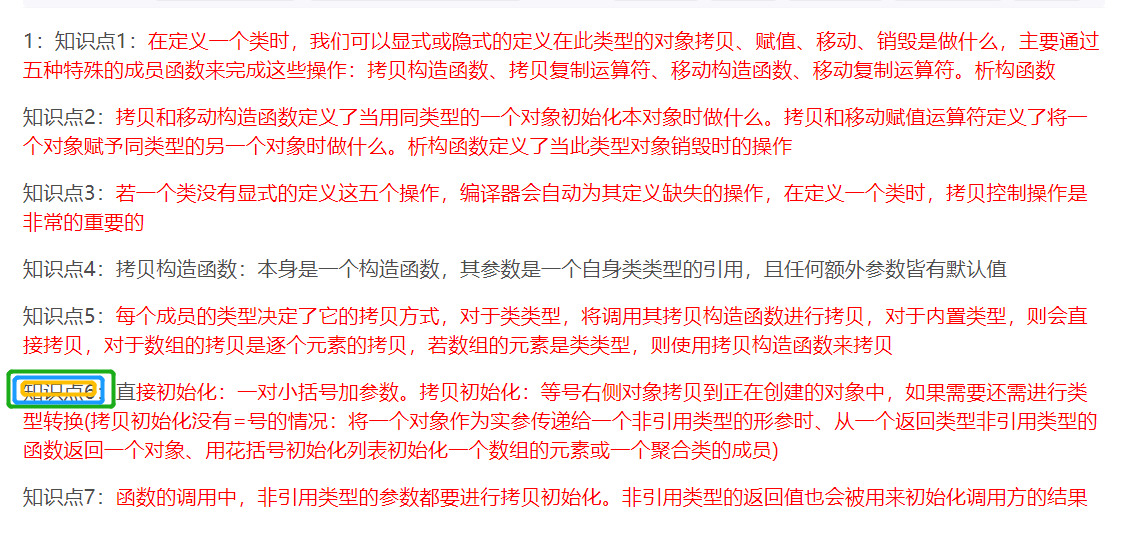 1：知识点1：在定义一个类时，我们可以显式或隐式的定义在此类型的对象拷贝、赋值、移动、销毁是做什么，主要通过
五种特殊的成员函数来完成这些操作：拷贝构造函数、拷贝复制运算符、移动构造函数、移动复制运算符。析构函数
知识点2：拷贝和移动构造函数定义了当用同类型的一个对象初始化本对象时做什么。拷贝和移动赋值运算符定义了将一
个对象赋予同类型的另一个对象时做什么。析构函数定义了当此类型对象销毁时的操作
知识点3：若一个类没有显式的定义这五个操作，编译器会自动为其定义缺失的操作，在定义一个类时，拷贝控制操作是
非常的重要的
知识点4：拷贝构造函数：本身是一个构造函数，其参数是一个自身类类型的引用，且任何额外参数皆有默认值
知识点5：每个成员的类型决定了它的拷贝方式，对于类类型，将调用其拷贝构造函数进行拷贝，对于内置类型，则会直
接拷贝，对于数组的拷贝是逐个元素的拷贝，若数组的元素是类类型，则使用拷贝构造函数来拷贝
知识点6：直接初始化：一对小括号加参数。拷贝初始化：等号右侧对象拷贝到正在创建的对象中，如果需要还需进行类
型转换(拷贝初始化没有=号的情况：将一个对象作为实参传递给一个非引用类型的形参时、从一个返回类型非引用类型的
函数返回一个对象、用花括号初始化列表初始化一个数组的元素或一个聚合类的成员)
知识点7：函数的调用中，非引用类型的参数都要进行拷贝初始化。非引用类型的返回值也会被用来初始化调用方的结果